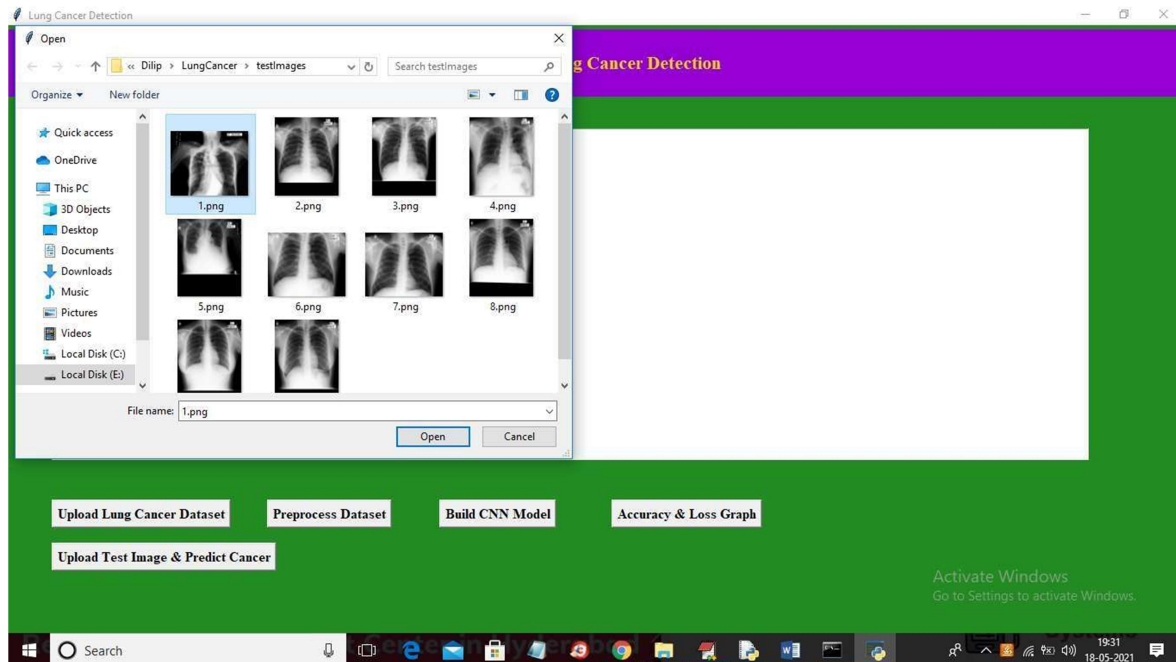 Lung Cancer Detection
Open
g Cancer Detection
« Dilip > LungCancer > testImages
Search testImages
Organize
New folder
Quick access
OneDrive
This PC
3D Objects
Desktop
Documents
Downloads
Music
Pictures
Videos
Local Disk (C:)
Local Disk (E:)
1.png
2.png
3.png
4.png
5.png
6.png
7.png
8.png
File name: 1.png
Open
Cancel
Upload Lung Cancer Dataset
Preprocess Dataset
Build CNN Model
Accuracy & Loss Graph
Upload Test Image & Predict Cancer
Activate Windows
Go to Settings to activate Windows.
Search
19:31
18-05-2021